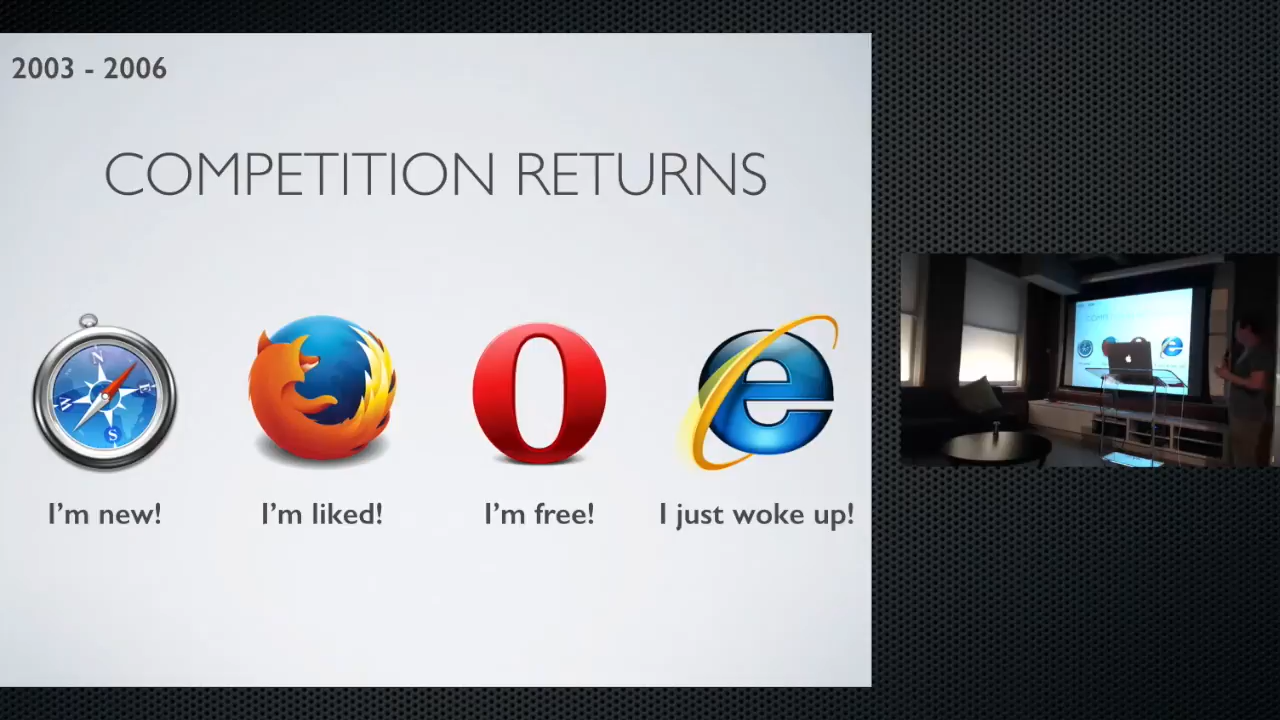 2003 - 2006
COMPETITION RETURNS
N
E
W
S
I'm new!
I'm liked!
I'm free!
I just woke up!